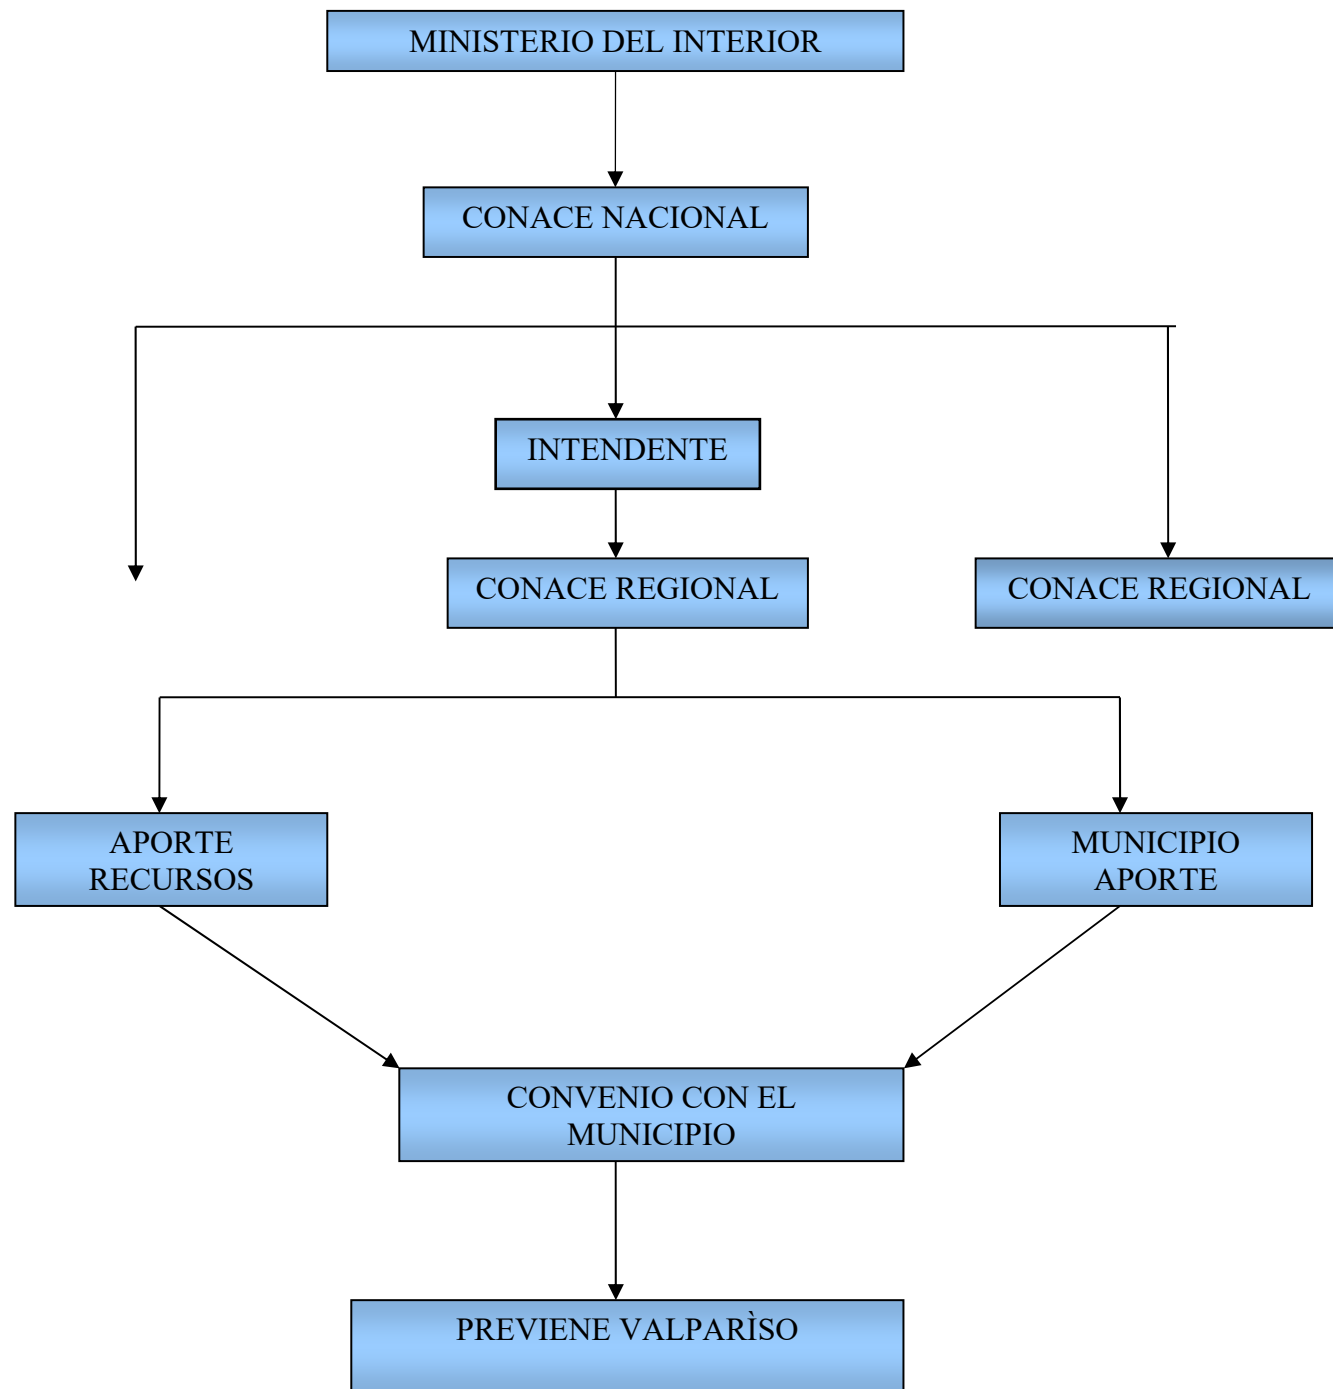 MINISTERIO DEL INTERIOR
CONACE NACIONAL
INTENDENTE
CONACE REGIONAL
CONACE REGIONAL
APORTE
RECURSOS
MUNICIPIO
APORTE
CONVENIO CON EL
MUNICIPIO
PREVIENE VALPARÌSO